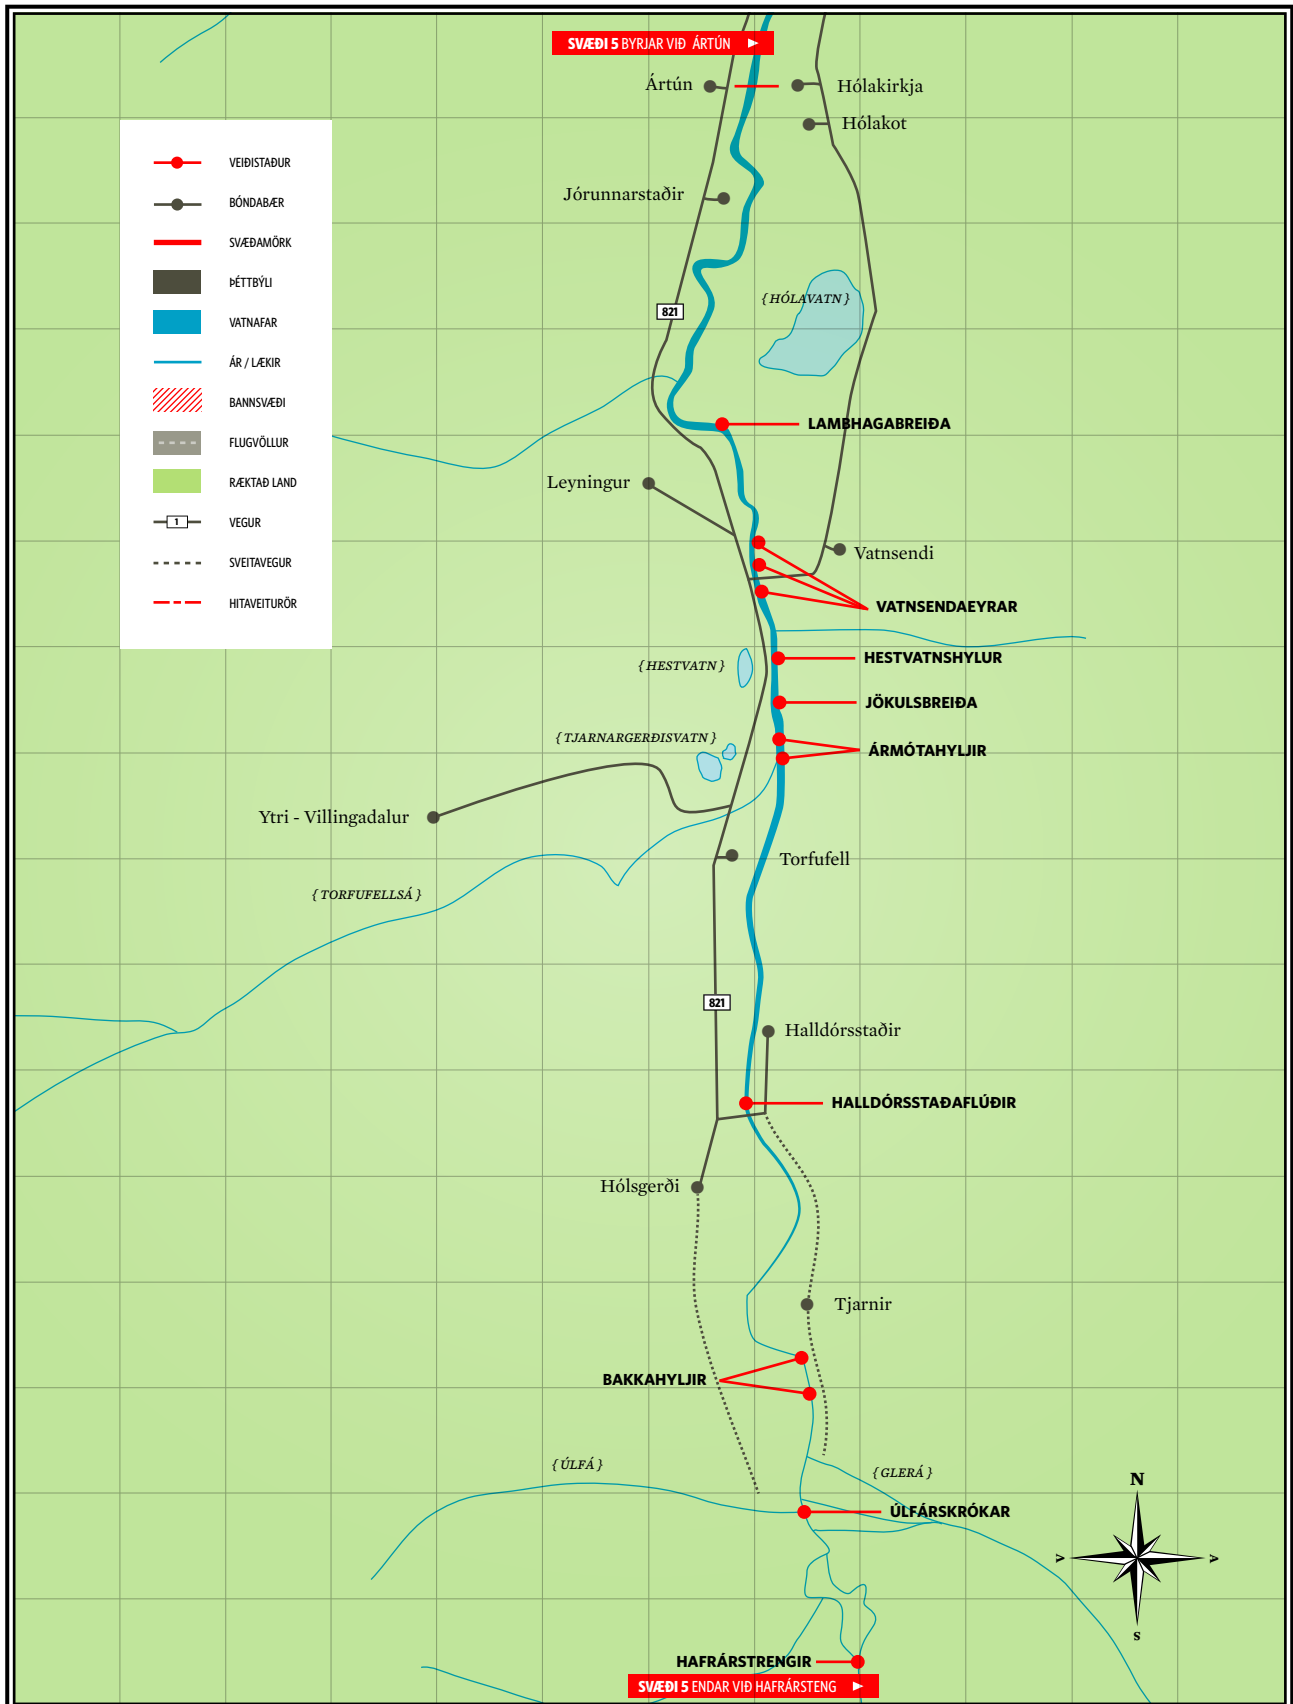 SVÆÐI 5 BYRJAR VIÐ ÁRTÚN
Ártún
Hólakirkja
Hólakot
VEIÐISTAÐUR
BÓNDABÆR
SVÆÐAMÖRK
ÞÉTTBÝLI
VATNAFAR
ÁR / LÆKIR
BANNSVÆÐI
FLUGVÖLLUR
RÆKTAÐ LAND
1 VEGUR
SVEITAVEGUR
HITAVEITURÖR
Jórunnarstaðir
{HÓLAVATN}
821
LAMBHAGABREIÐA
Leyningur
Vatnsendi
VATNSENDAEYRAR
HESTVATNSHYLUR
{HESTVATN}
JÖKULSBREIÐA
{TJARNARGERÐISVATN}
ÁRMÓTAHYLJIR
Ytri - Villingadalur
Torfufell
{TORFUFELLSÁ}
821
Halldórsstaðir
HALLDÓRSSTAÐAFLÚÐIR
Hólsgerði
Tjarnir
BAKKAHYLJIR
{ÚLFÁ}
{GLERÁ}
ÚLFÁRSKRÓKAR
N
V
A
S
HAFRÁRSTRENGIR
SVÆÐI 5 ENDAR VIÐ HAFRÁRSTENG